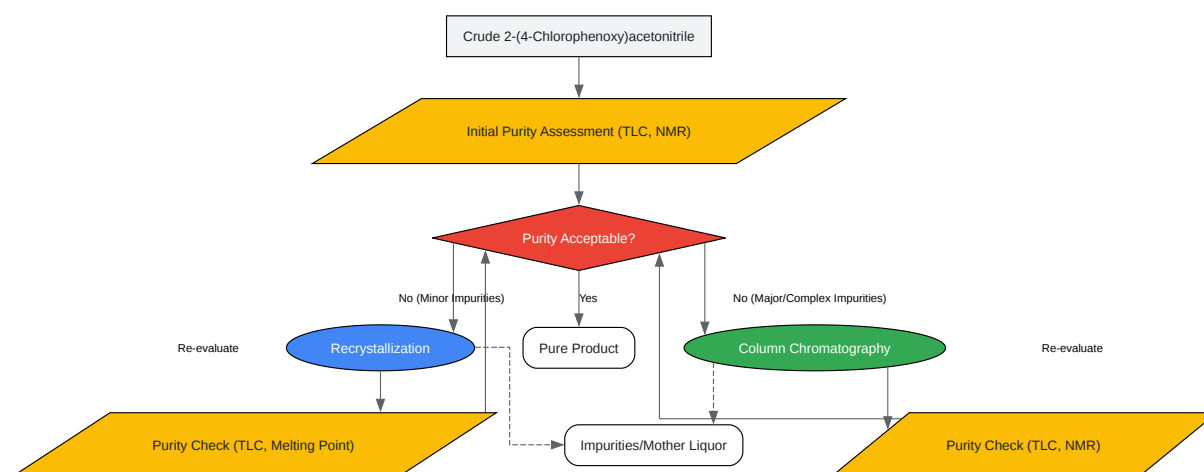 Crude 2-(4-Chlorophenoxy)acetonitrile
Initial Purity Assessment (TLC, NMR)
Purity Acceptable?
No (Minor Impurities)
Yes
No (Major/Complex Impurities)
Re-evaluate
Recrystallization
Pure Product
Column Chromatography
Re-evaluate
Purity Check (TLC, Melting Point)
Impurities/Mother Liquor
Purity Check (TLC, NMR)